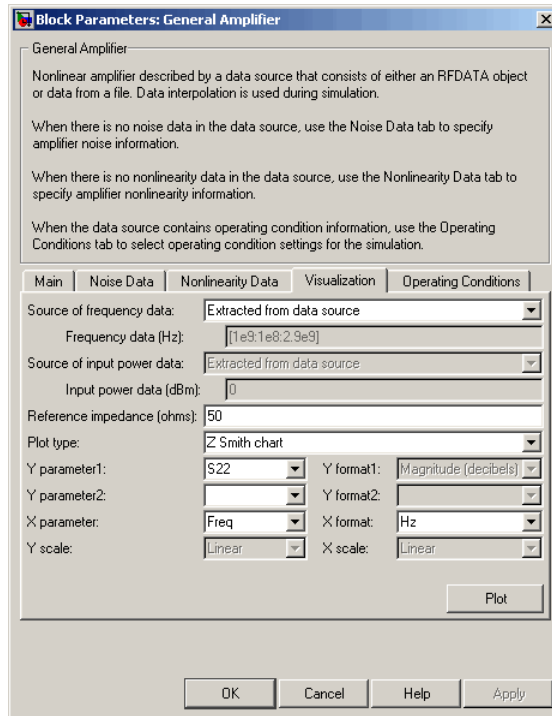 Block Parameters: General Amplifier
General Amplifier
Nonlinear amplifier described by a data source that consists of either an RFDATA object
or data from a file. Data interpolation is used during simulation.
When there is no noise data in the data source, use the Noise Data tab to specify
amplifier noise information.
When there is no nonlinearity data in the data source, use the Nonlinearity Data tab to
specify amplifier nonlinearity information.
When the data source contains operating condition information, use the Operating
Conditions tab to select operating condition settings for the simulation.
Main Noise Data Nonlinearity Data Visualization Operating Conditions
Source of frequency data: Extracted from data source
Frequency data (Hz): [1e9:1e8:2.9e9]
Source of input power data: Extracted from data source
Input power data (dBm): 0
Reference impedance (ohms): 50
Plot type: Z Smith chart
Y parameter1: S22 Y format1: Magnitude (decibels)
Y parameter2: Y format2:
X parameter: Freq X format: Hz
Y scale: Linear X scale: Linear
Plot
OK Cancel Help Apply